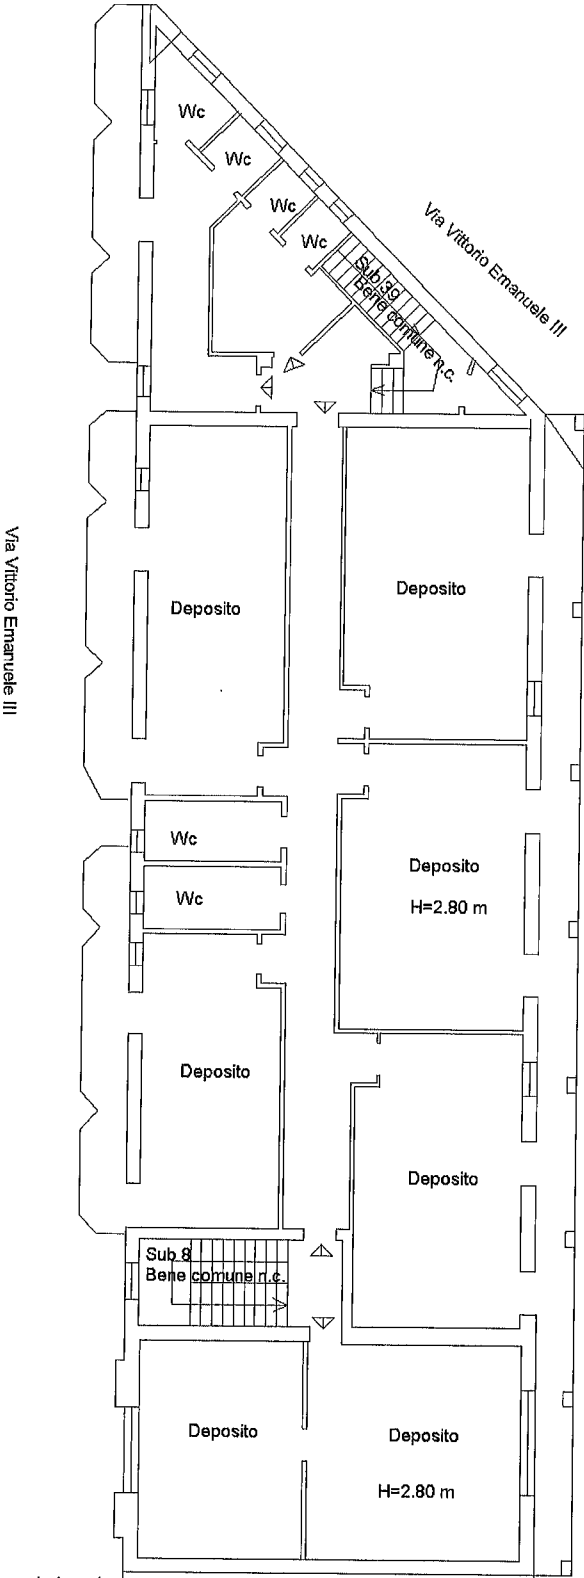 Wc
Wc
Wc
Wc
Via Vittorio Emanuele III
Sub 39
Bene comune n.c.
Via Vittorio Emanuele III
Deposito
Deposito
Wc
Deposito
H=2.80 m
Wc
Deposito
Deposito
Sub 8
Bene comune n.c.
Deposito
Deposito
H=2.80 m